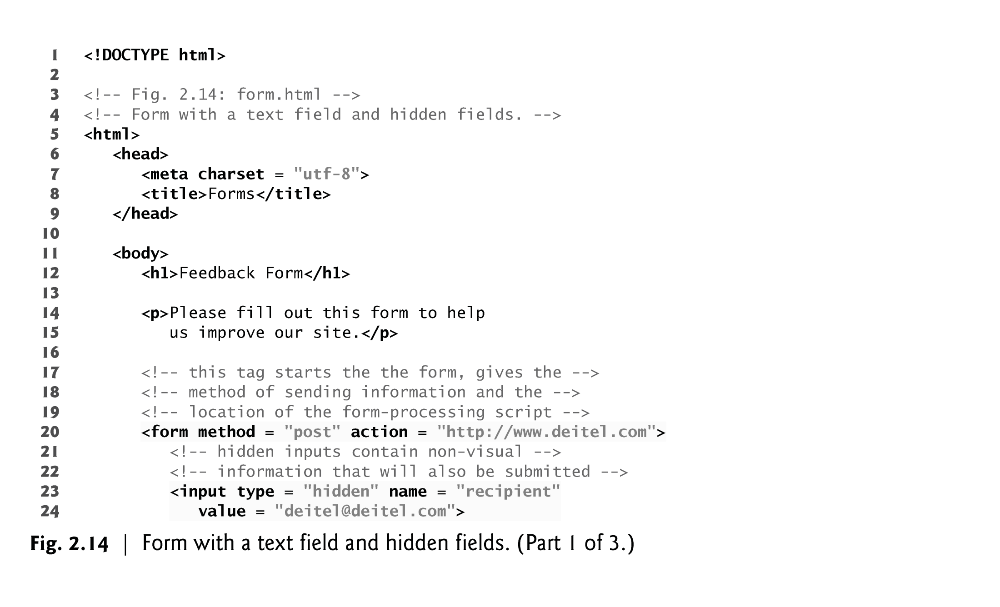 1 <!DOCTYPE html>
2
3 <!-- Fig. 2.14: form.html -->
4 <!-- Form with a text field and hidden fields. -->
5 <html>
6    <head>
7       <meta charset = "utf-8">
8       <title>Forms</title>
9    </head>
10
11    <body>
12       <h1>Feedback Form</h1>
13
14       <p>Please fill out this form to help
15          us improve our site.</p>
16
17       <!-- this tag starts the the form, gives the -->
18       <!-- method of sending information and the -->
19       <!-- location of the form-processing script -->
20       <form method = "post" action = "http://www.deitel.com">
21          <!-- hidden inputs contain non-visual -->
22          <!-- information that will also be submitted -->
23          <input type = "hidden" name = "recipient"
24             value = "deitel@deitel.com">
Fig. 2.14 | Form with a text field and hidden fields. (Part 1 of 3.)